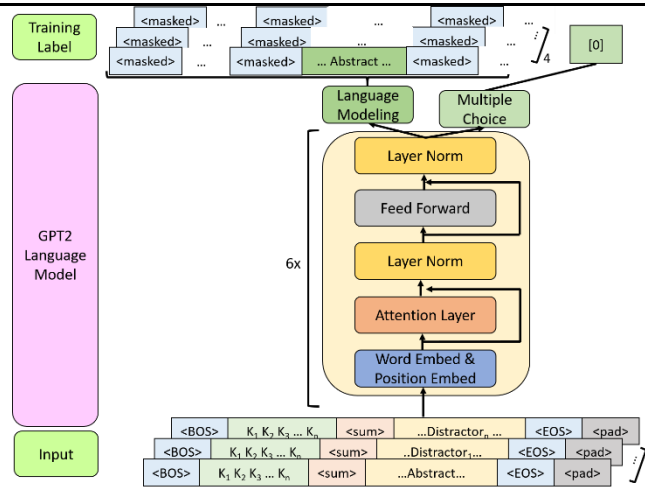 Training
Label
<masked> ... <masked> ... <masked> ...
<masked> ... <masked> ... <masked> ...
<masked> ... <masked> ... Abstract ... <masked> ...
4
[0]
Language
Modeling
Multiple
Choice
GPT2
Language
Model
6x
Layer Norm
Feed Forward
Layer Norm
Attention Layer
Word Embed &
Position Embed
Input
<BOS> K₁ K₂ K₃ ... Kₙ <sum> ...Distractorₙ ... <EOS> <pad>
<BOS> K₁ K₂ K₃ ... Kₙ <sum> ..Distractor₁... <EOS> <pad>
<BOS> K₁ K₂ K₃ ... Kₙ <sum> ...Abstract... <EOS> <pad>